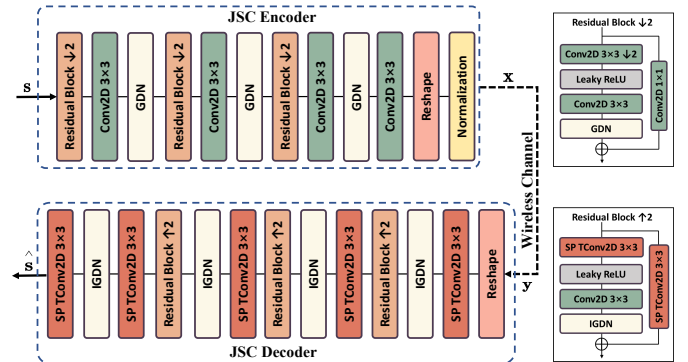 JSC Encoder
s
Residual Block ↓2
Conv2D 3×3
GDN
Residual Block ↓2
Conv2D 3×3
GDN
Residual Block ↓2
Conv2D 3×3
GDN
Conv2D 3×3
Reshape
Normalization
x
Wireless Channel
y
Residual Block ↓2
Conv2D 3×3 ↓2
Leaky ReLU
Conv2D 3×3
GDN
Conv2D 1×1
ŝ
SP TConv2D 3×3
IGDN
SP TConv2D 3×3
Residual Block ↑2
IGDN
SP TConv2D 3×3
Residual Block ↑2
IGDN
SP TConv2D 3×3
Residual Block ↑2
IGDN
SP TConv2D 3×3
Reshape
JSC Decoder
Residual Block ↑2
SP TConv2D 3×3
Leaky ReLU
Conv2D 3×3
IGDN
SP TConv2D 3×3